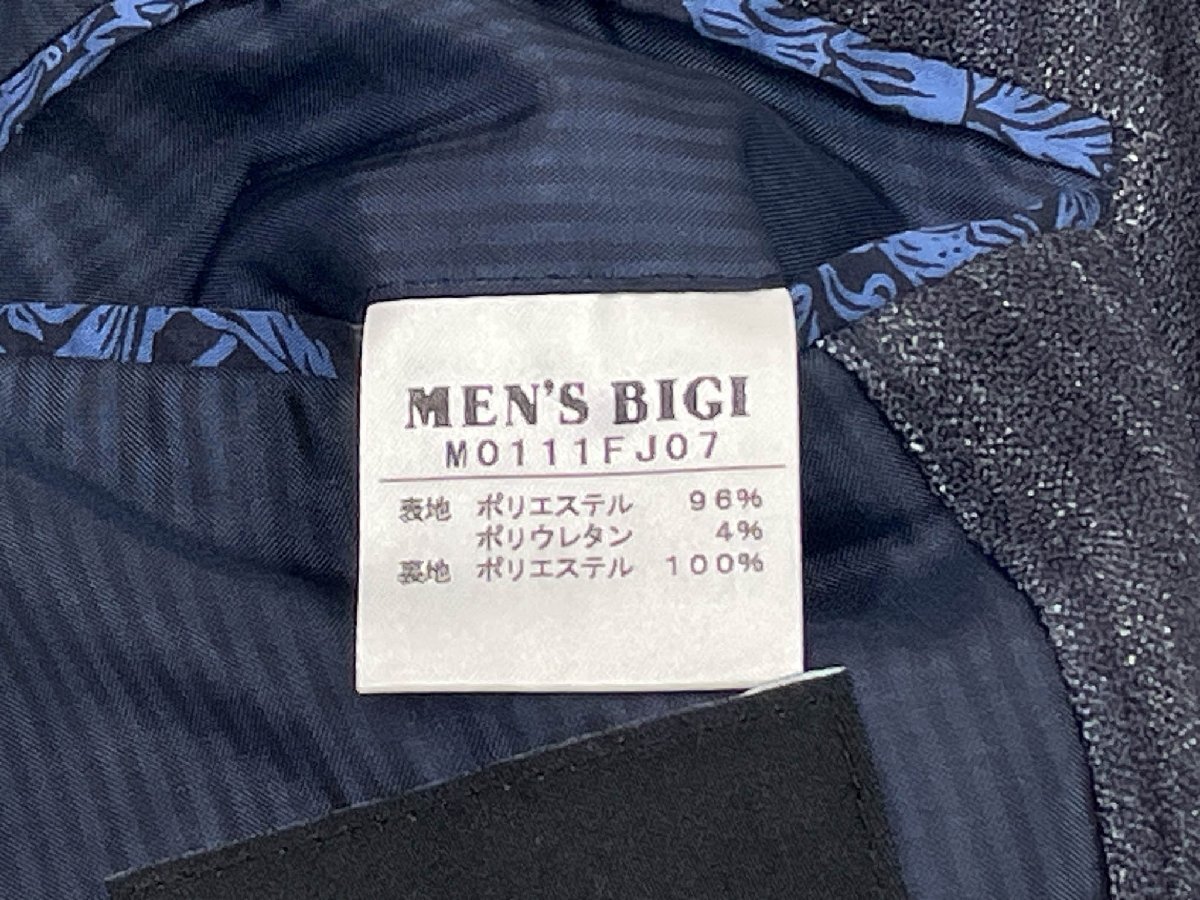 MEN'S BIGI
M0111FJ07
表地 ポリエステル 96%
ポリウレタン 4%
裏地 ポリエステル 100%